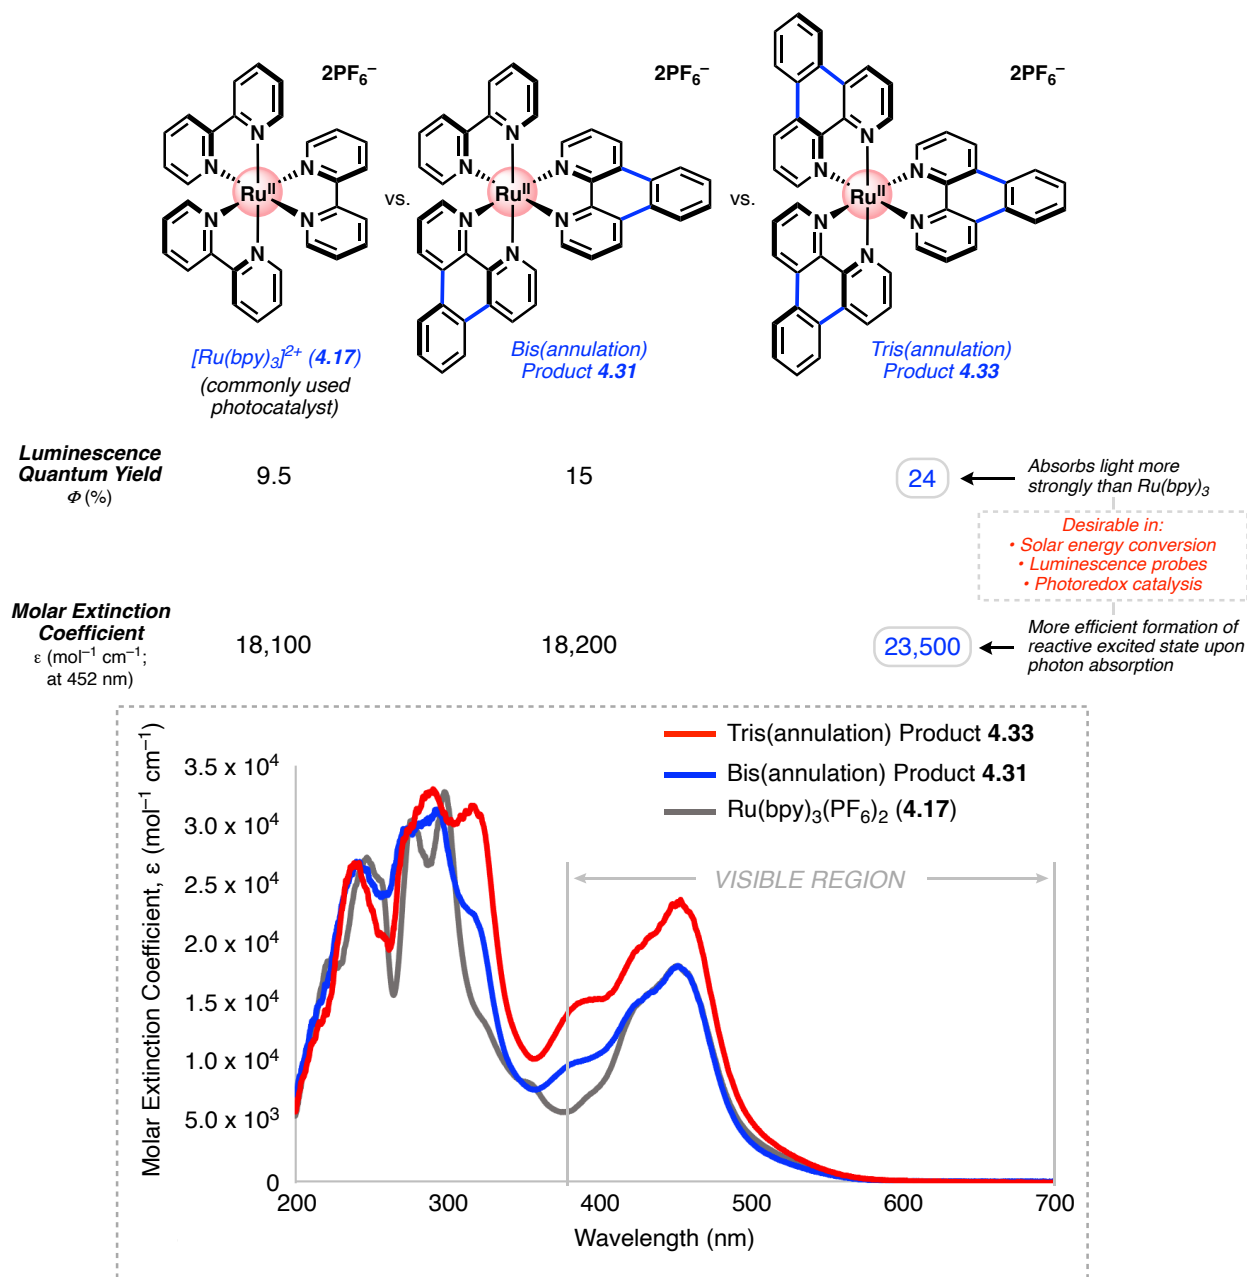 2PF6–
2PF6–
2PF6–
N
N
N
N
N
N
RuII
vs.
N
N
N
N
N
N
RuII
vs.
N
N
N
N
N
N
RuII
[Ru(bpy)3]2+ (4.17)
(commonly used
photocatalyst)
Bis(annulation)
Product 4.31
Tris(annulation)
Product 4.33
Luminescence
Quantum Yield
Φ (%)
9.5
15
24
Absorbs light more
strongly than Ru(bpy)3
Desirable in:
• Solar energy conversion
• Luminescence probes
• Photoredox catalysis
Molar Extinction
Coefficient
ε (mol–1 cm–1;
at 452 nm)
18,100
18,200
23,500
More efficient formation of
reactive excited state upon
photon absorption
Tris(annulation) Product 4.33
Bis(annulation) Product 4.31
Ru(bpy)3(PF6)2 (4.17)
VISIBLE REGION
Molar Extinction Coefficient, ε (mol–1 cm–1)
3.5 x 104
3.0 x 104
2.5 x 104
2.0 x 104
1.5 x 104
1.0 x 104
5.0 x 103
0
200
300
400
500
600
700
Wavelength (nm)